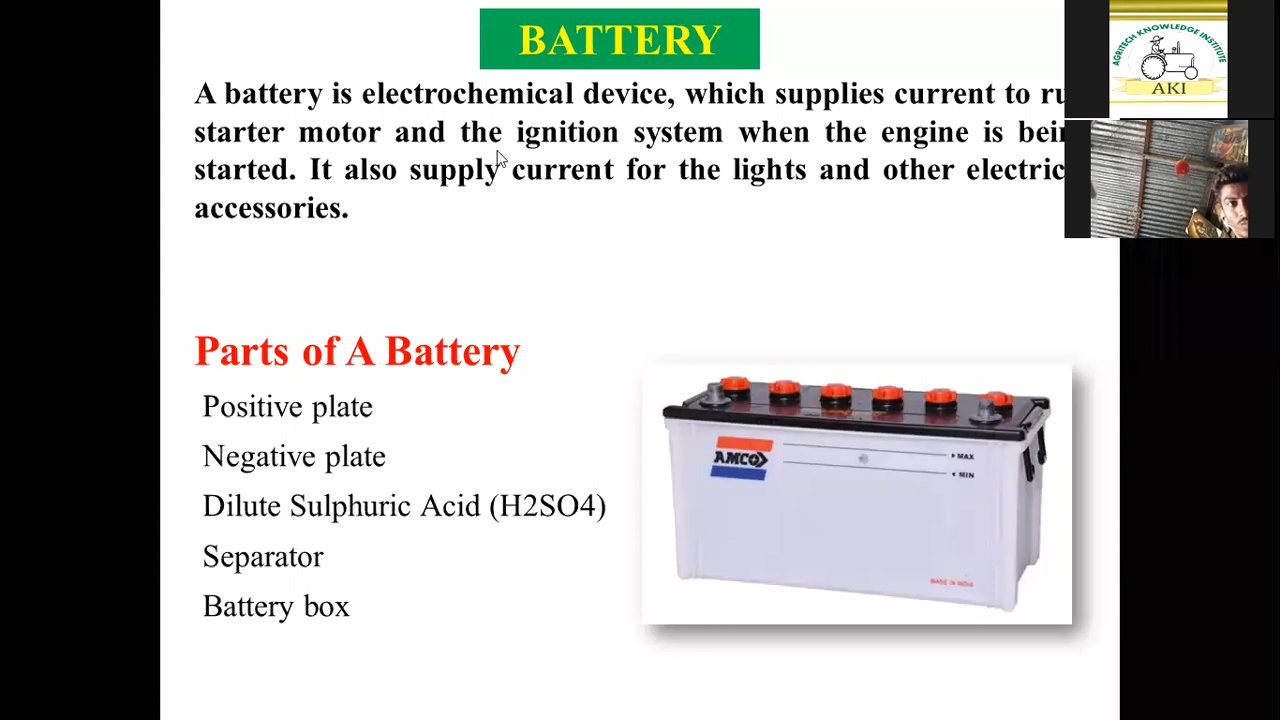 BATTERY
A battery is electrochemical device, which supplies current to ru
starter motor and the ignition system when the engine is bein
started. It also supply current for the lights and other electric
accessories.
AGRITECH KNOWLEDGE INSTITUTE
AKI
Parts of A Battery
Positive plate
Negative plate
Dilute Sulphuric Acid (H2SO4)
Separator
Battery box
AMCO
MAX
MIN
MADE IN INDIA